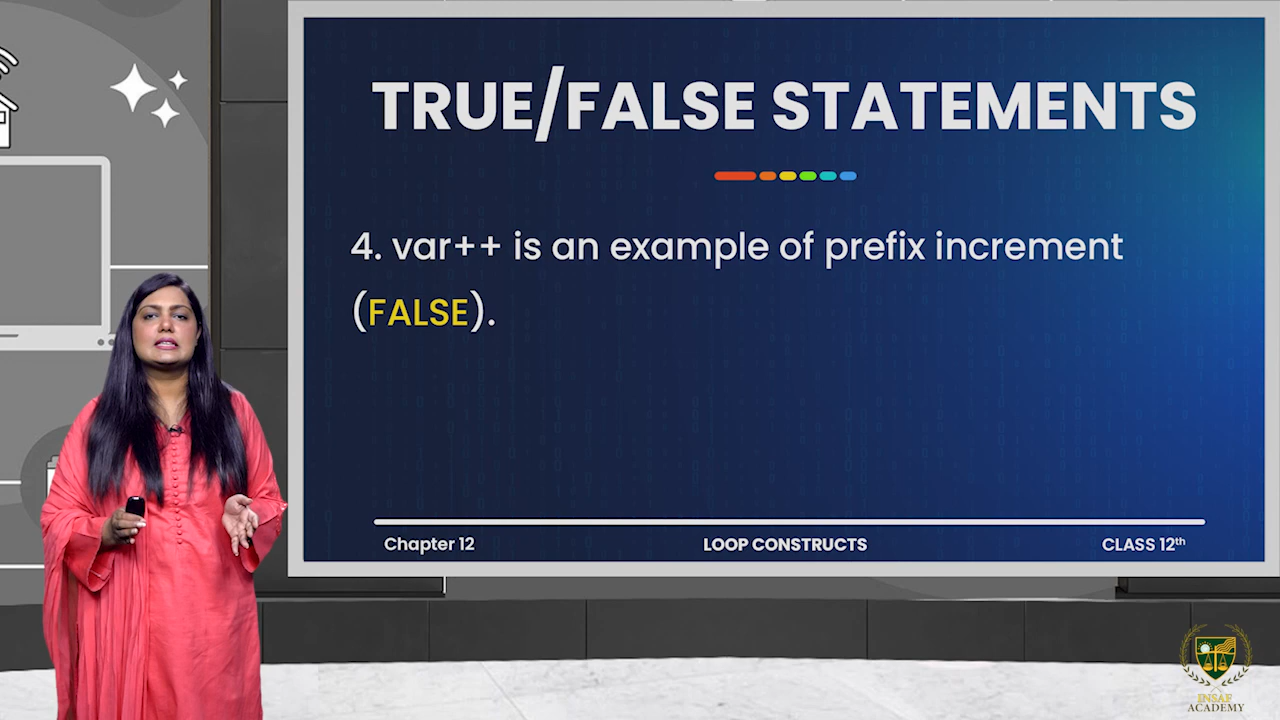 TRUE/FALSE STATEMENTS
4. var++ is an example of prefix increment
(FALSE).
Chapter 12
LOOP CONSTRUCTS
CLASS 12th
INSAF
ACADEMY